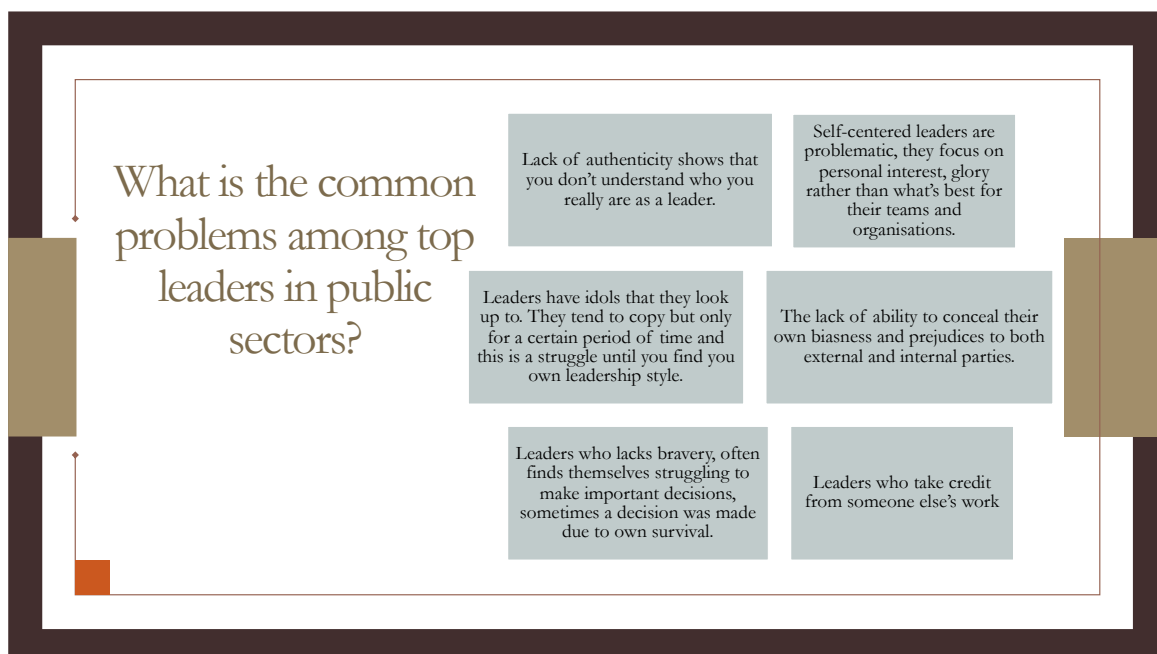 What is the common
problems among top
leaders in public
sectors?
Lack of authenticity shows that
you don’t understand who you
really are as a leader.
Self-centered leaders are
problematic, they focus on
personal interest, glory
rather than what’s best for
their teams and
organisations.
Leaders have idols that they look
up to. They tend to copy but only
for a certain period of time and
this is a struggle until you find you
own leadership style.
The lack of ability to conceal their
own biasness and prejudices to both
external and internal parties.
Leaders who lacks bravery, often
finds themselves struggling to
make important decisions,
sometimes a decision was made
due to own survival.
Leaders who take credit
from someone else’s work